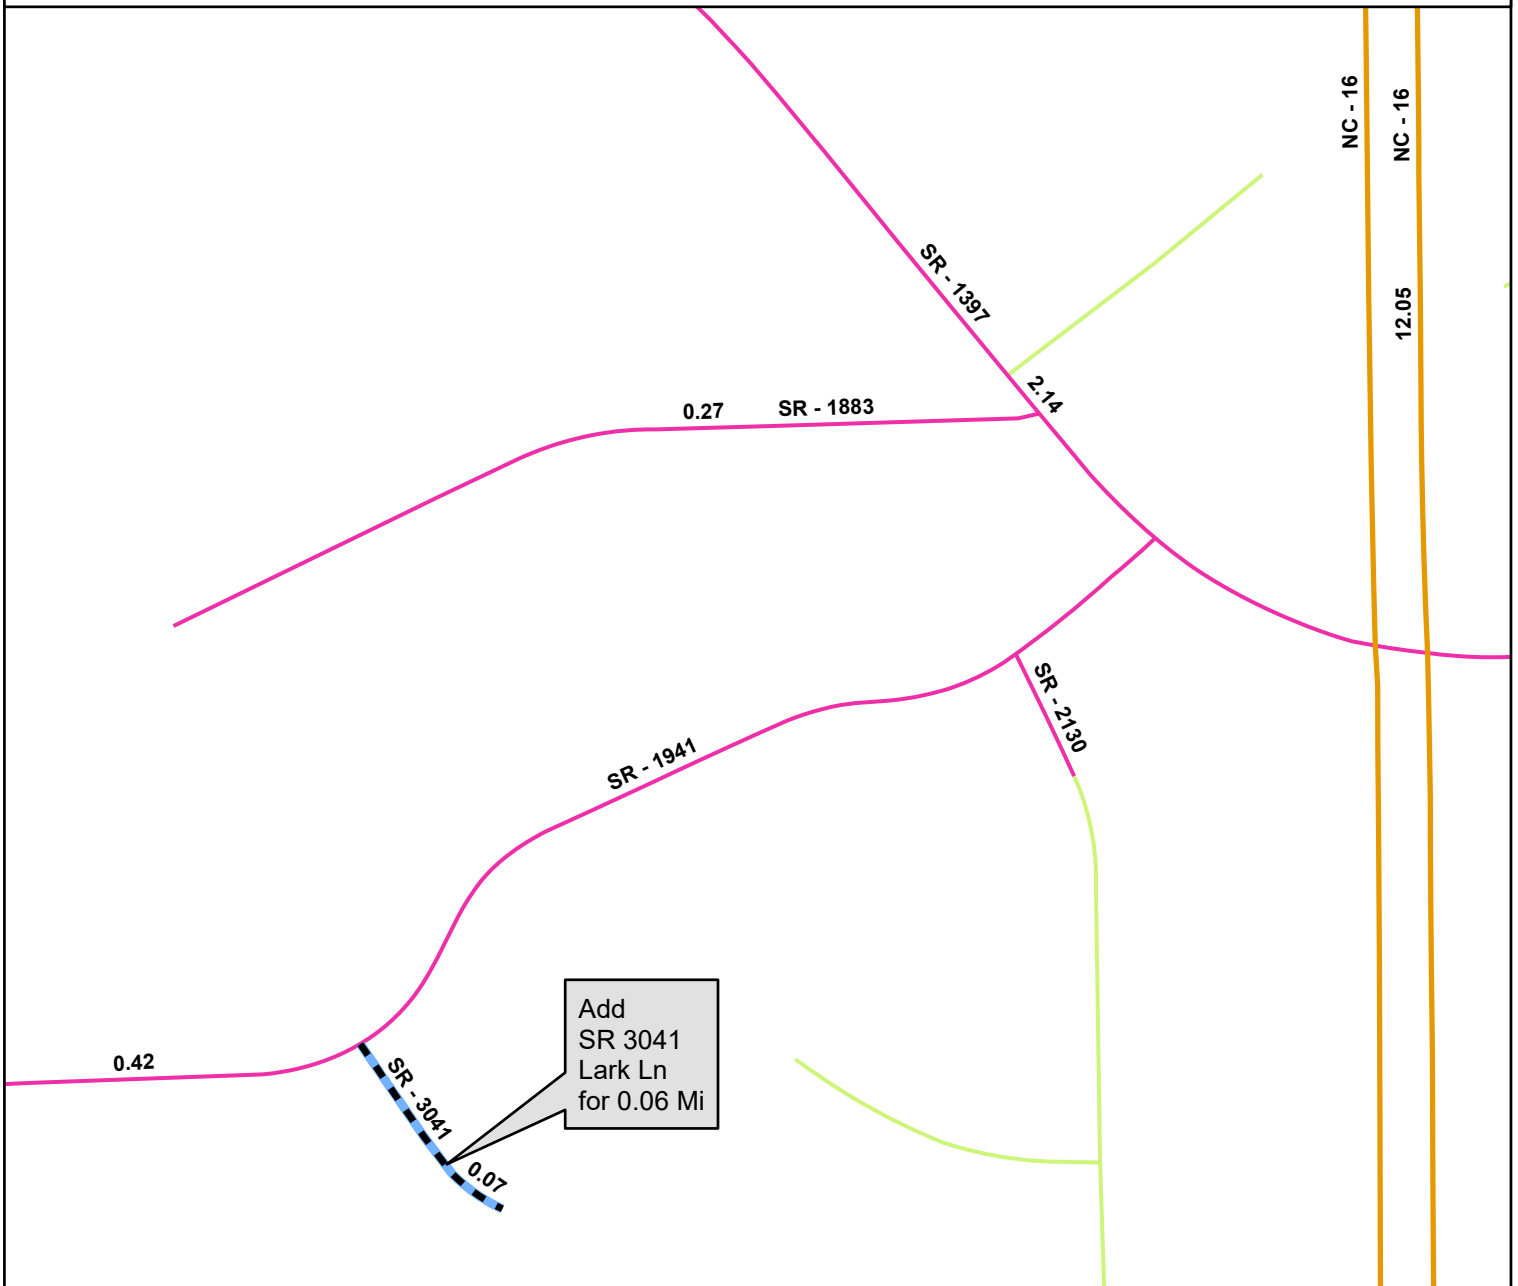 NC - 16
NC - 16
SR - 1397
12.05
2.14
0.27
SR - 1883
SR - 2130
SR - 1941
Add
SR 3041
Lark Ln
for 0.06 Mi
0.42
SR - 3041
0.07